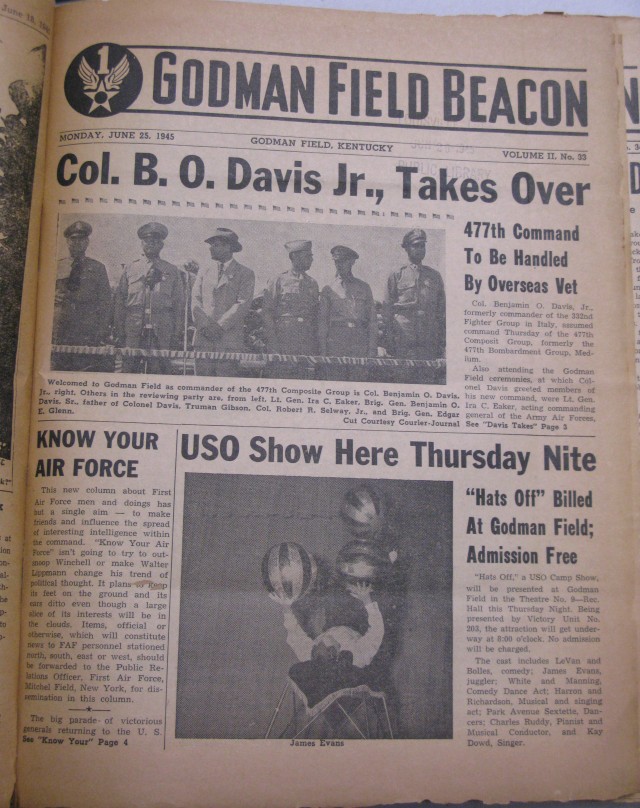 June 18, 194
1
GODMAN FIELD BEACON
MONDAY, JUNE 25, 1945
GODMAN FIELD, KENTUCKY
VOLUME II. No. 33
Col. B. O. Davis Jr., Takes Over
477th Command
To Be Handled
By Overseas Vet
Col. Benjamin O. Davis, Jr.,
formerly commander of the 332nd
Fighter Group in Italy, assumed
command Thursday of the 477th
Composit Group, formerly the
477th Bombardment Group, Med-
ium.
Also attending the Godman
Field ceremonies, at which Col-
onel Davis greeted members of
his new command, were Lt. Gen.
Ira C. Eaker, acting commanding
general of the Army Air Forces,
See "Davis Takes" Page 3
Welcomed to Godman Field as commander of the 477th Composite Group is Col. Benjamin O. Davis,
Jr., right. Others in the reviewing party are, from left, Lt. Gen. Ira C. Eaker, Brig. Gen. Benjamin O.
Davis, Sr., father of Colonel Davis, Truman Gibson, Col. Robert R. Selway, Jr., and Brig. Gen. Edgar
E. Glenn.
Cut Courtesy Courier-Journal
KNOW YOUR
AIR FORCE
This new column about First
Air Force men and doings has
but a single aim — to make
friends and influence the spread
of interesting intelligence within
the command. "Know Your Air
Force" isn't going to try to out-
snoop Winchell or make Walter
Lippmann change his trend of
political thought. It plans to keep
its feet on the ground and its
ears ditto even though a large
size of its interests will be in
the clouds. Items, official or
otherwise, which will constitute
news to FAF personnel stationed
north, south, east or west, should
be forwarded to the Public Re-
lations Officer, First Air Force,
Mitchel Field, New York, for dis-
semination in this column.
The big parade of victorious
generals returning to the U. S.
See "Know Your" Page 4
USO Show Here Thursday Nite
"Hats Off" Billed
At Godman Field;
Admission Free
"Hats Off," a USO Camp Show,
will be presented at Godman
Field in the Theatre No. 9—Rec.
Hall this Thursday Night. Being
presented by Victory Unit No.
203, the attraction will get under-
way at 8:00 o'clock. No admission
will be charged.
The cast includes LeVan and
Bolles, comedy; James Evans,
juggler; White and Manning,
Comedy Dance Act; Harron and
Richardson, Musical and singing
act; Park Avenue Sextette, Dan-
cers; Charles Buddy, Pianist and
Musical Conductor, and Kay
Dowd, Singer.
James Evans